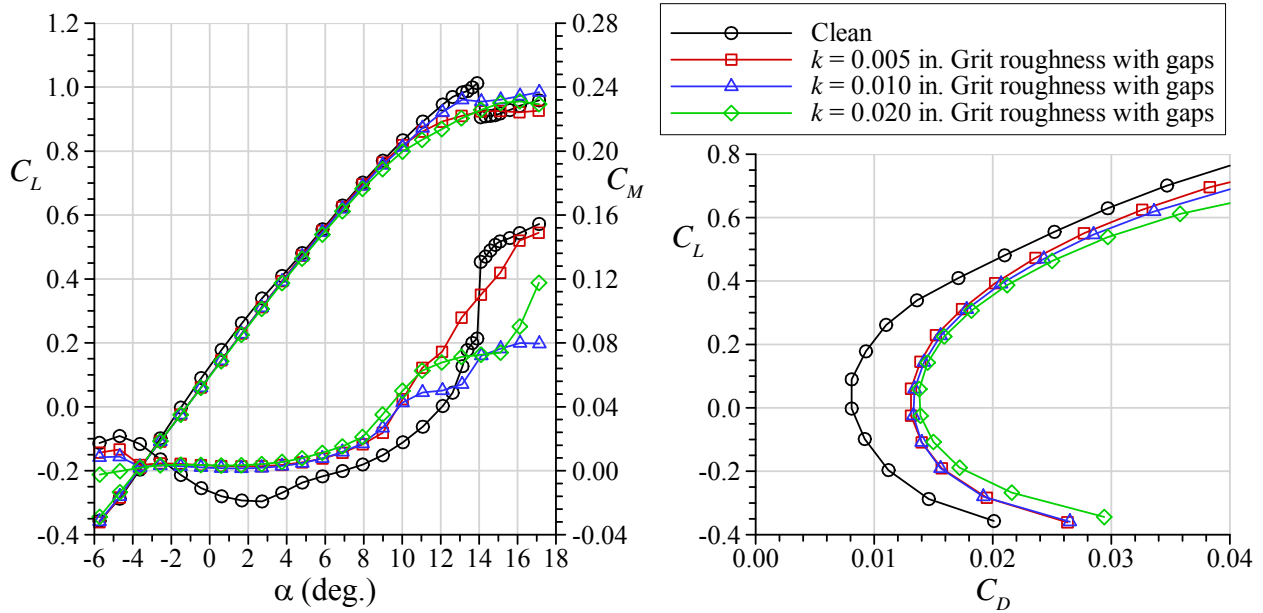 1.2
1.0
0.8
0.6
0.4
0.2
0.0
-0.2
-0.4
C_L
0.28
0.24
0.20
0.16
0.12
0.08
0.04
0.00
-0.04
C_M
-6 -4 -2 0 2 4 6 8 10 12 14 16 18
α (deg.)
Clean
k = 0.005 in. Grit roughness with gaps
k = 0.010 in. Grit roughness with gaps
k = 0.020 in. Grit roughness with gaps
0.8
0.6
0.4
0.2
0.0
-0.2
-0.4
C_L
0.00 0.01 0.02 0.03 0.04
C_D